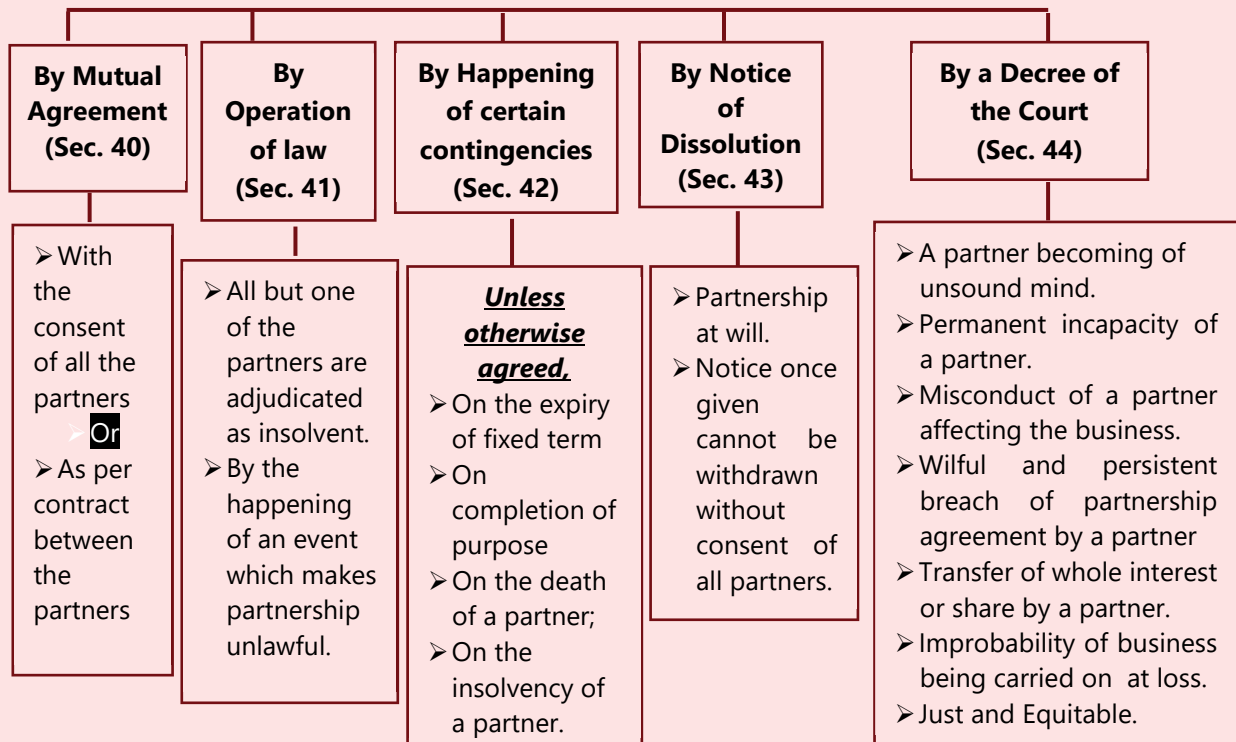 By Mutual
Agreement
(Sec. 40)
➢ With
the
consent
of all the
partners
➢ Or
➢ As per
contract
between
the
partners
By
Operation
of law
(Sec. 41)
➢ All but one
of the
partners are
adjudicated
as insolvent.
➢ By the
happening
of an event
which makes
partnership
unlawful.
By Happening
of certain
contingencies
(Sec. 42)
Unless
otherwise
agreed,
➢ On the expiry
of fixed term
➢ On
completion of
purpose
➢ On the death
of a partner;
➢ On the
insolvency of
a partner.
By Notice
of
Dissolution
(Sec. 43)
➢ Partnership
at will.
➢ Notice once
given
cannot be
withdrawn
without
consent of
all partners.
By a Decree of
the Court
(Sec. 44)
➢ A partner becoming of
unsound mind.
➢ Permanent incapacity of
a partner.
➢ Misconduct of a partner
affecting the business.
➢ Wilful and persistent
breach of partnership
agreement by a partner
➢ Transfer of whole interest
or share by a partner.
➢ Improbability of business
being carried on at loss.
➢ Just and Equitable.